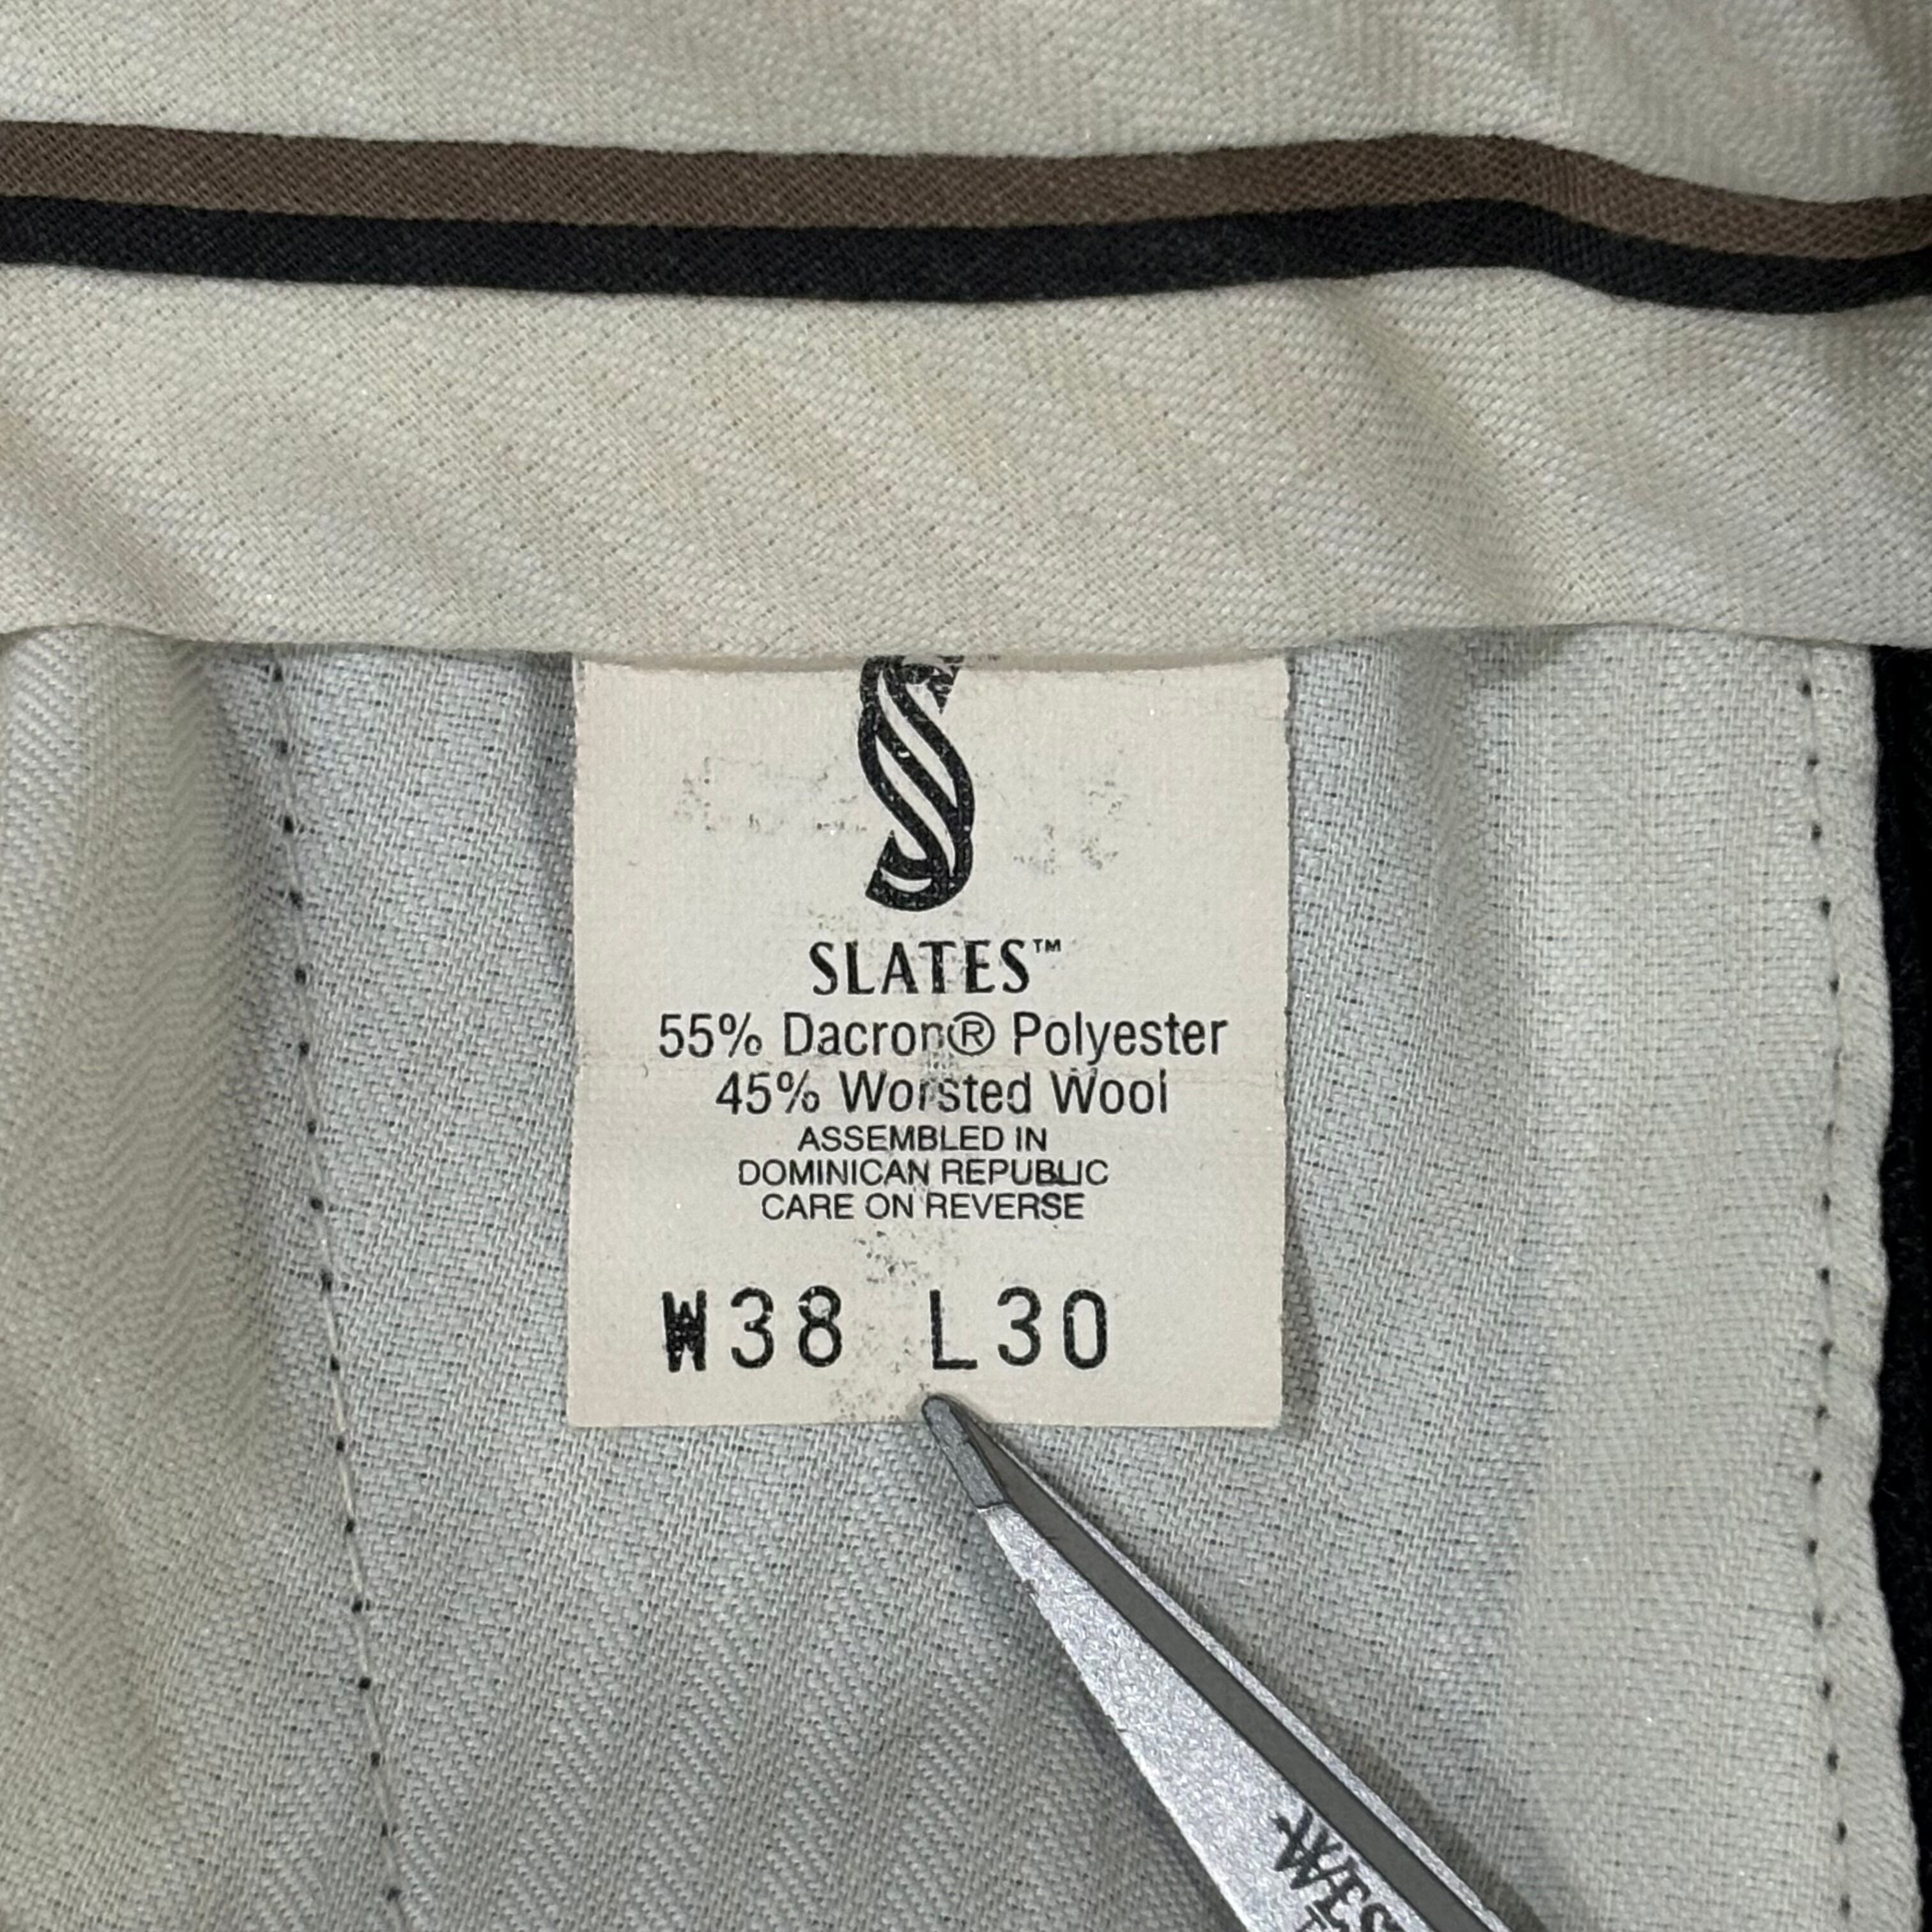 SLATES™
55% Dacron® Polyester
45% Worsted Wool
ASSEMBLED IN
DOMINICAN REPUBLIC
CARE ON REVERSE
W38 L30